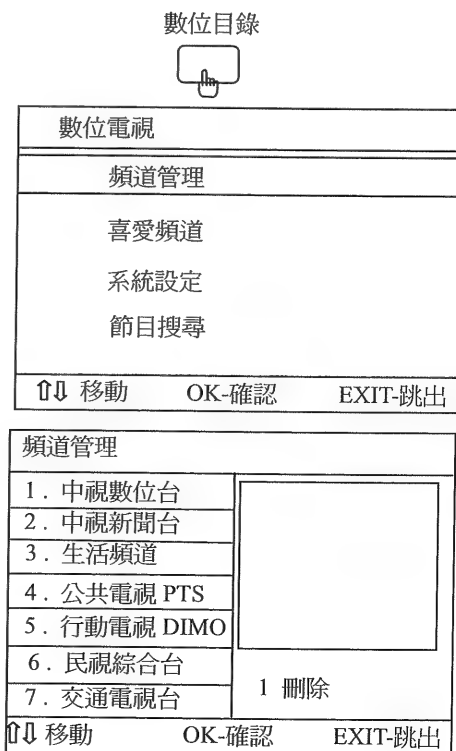 數位目錄
數位電視
頻道管理
喜愛頻道
系統設定
節目搜尋
⇧⇩ 移動 OK-確認 EXIT-跳出
頻道管理
1 . 中視數位台
2 . 中視新聞台
3 . 生活頻道
4 . 公共電視 PTS
5 . 行動電視 DIMO
6 . 民視綜合台
7 . 交通電視台
1 刪除
⇧⇩ 移動 OK-確認 EXIT-跳出